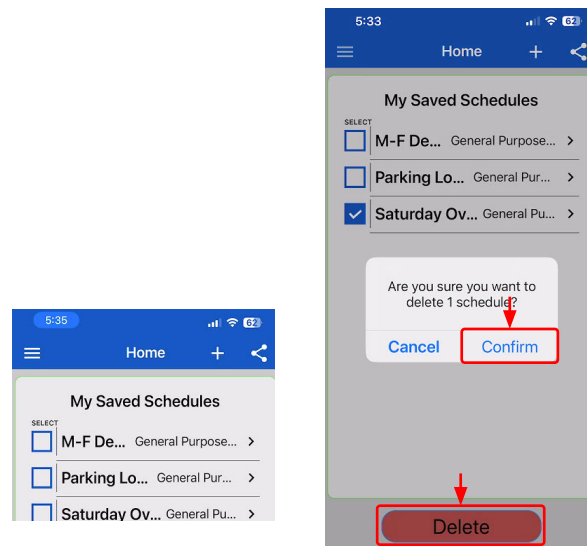 5:35
62
Home +
My Saved Schedules
SELECT
M-F De... General Purpose... >
Parking Lo... General Pur... >
Saturday Ov... General Pu... >
5:33
62
Home +
My Saved Schedules
SELECT
M-F De... General Purpose... >
Parking Lo... General Pur... >
Saturday Ov... General Pu... >
Are you sure you want to
delete 1 schedule?
Cancel Confirm
Delete